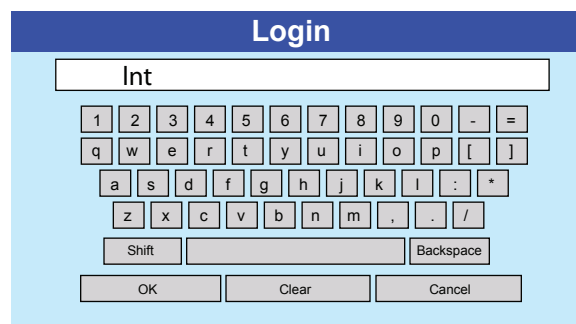 Login
Int
1 2 3 4 5 6 7 8 9 0 - =
q w e r t y u i o p [ ]
a s d f g h j k l : *
z x c v b n m , . /
Shift Backspace
OK Clear Cancel